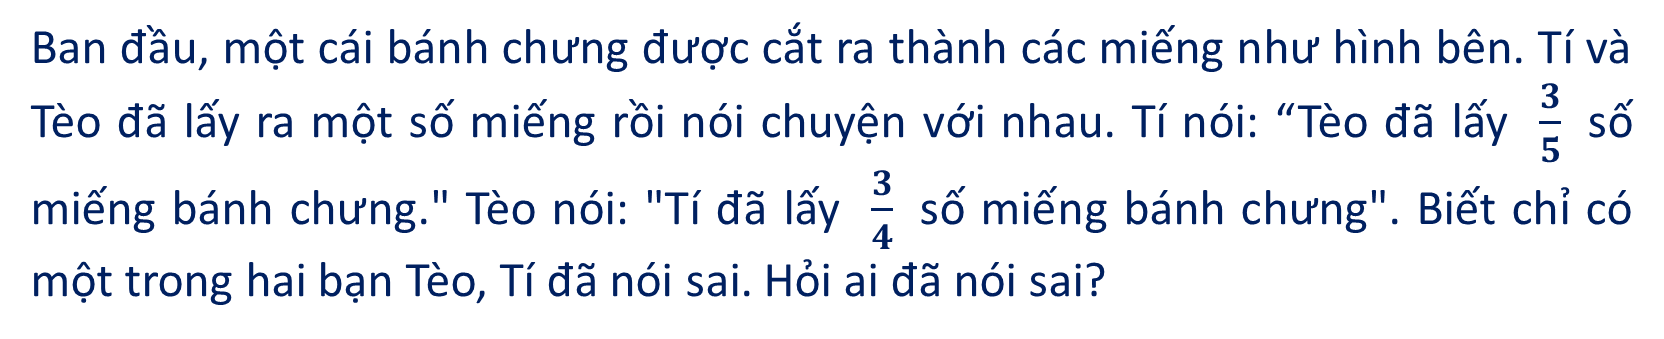 Ban đầu, một cái bánh chưng được cắt ra thành các miếng như hình bên. Tí và
Tèo đã lấy ra một số miếng rồi nói chuyện với nhau. Tí nói: “Tèo đã lấy 3/5 số
miếng bánh chưng." Tèo nói: "Tí đã lấy 3/4 số miếng bánh chưng". Biết chỉ có
một trong hai bạn Tèo, Tí đã nói sai. Hỏi ai đã nói sai?